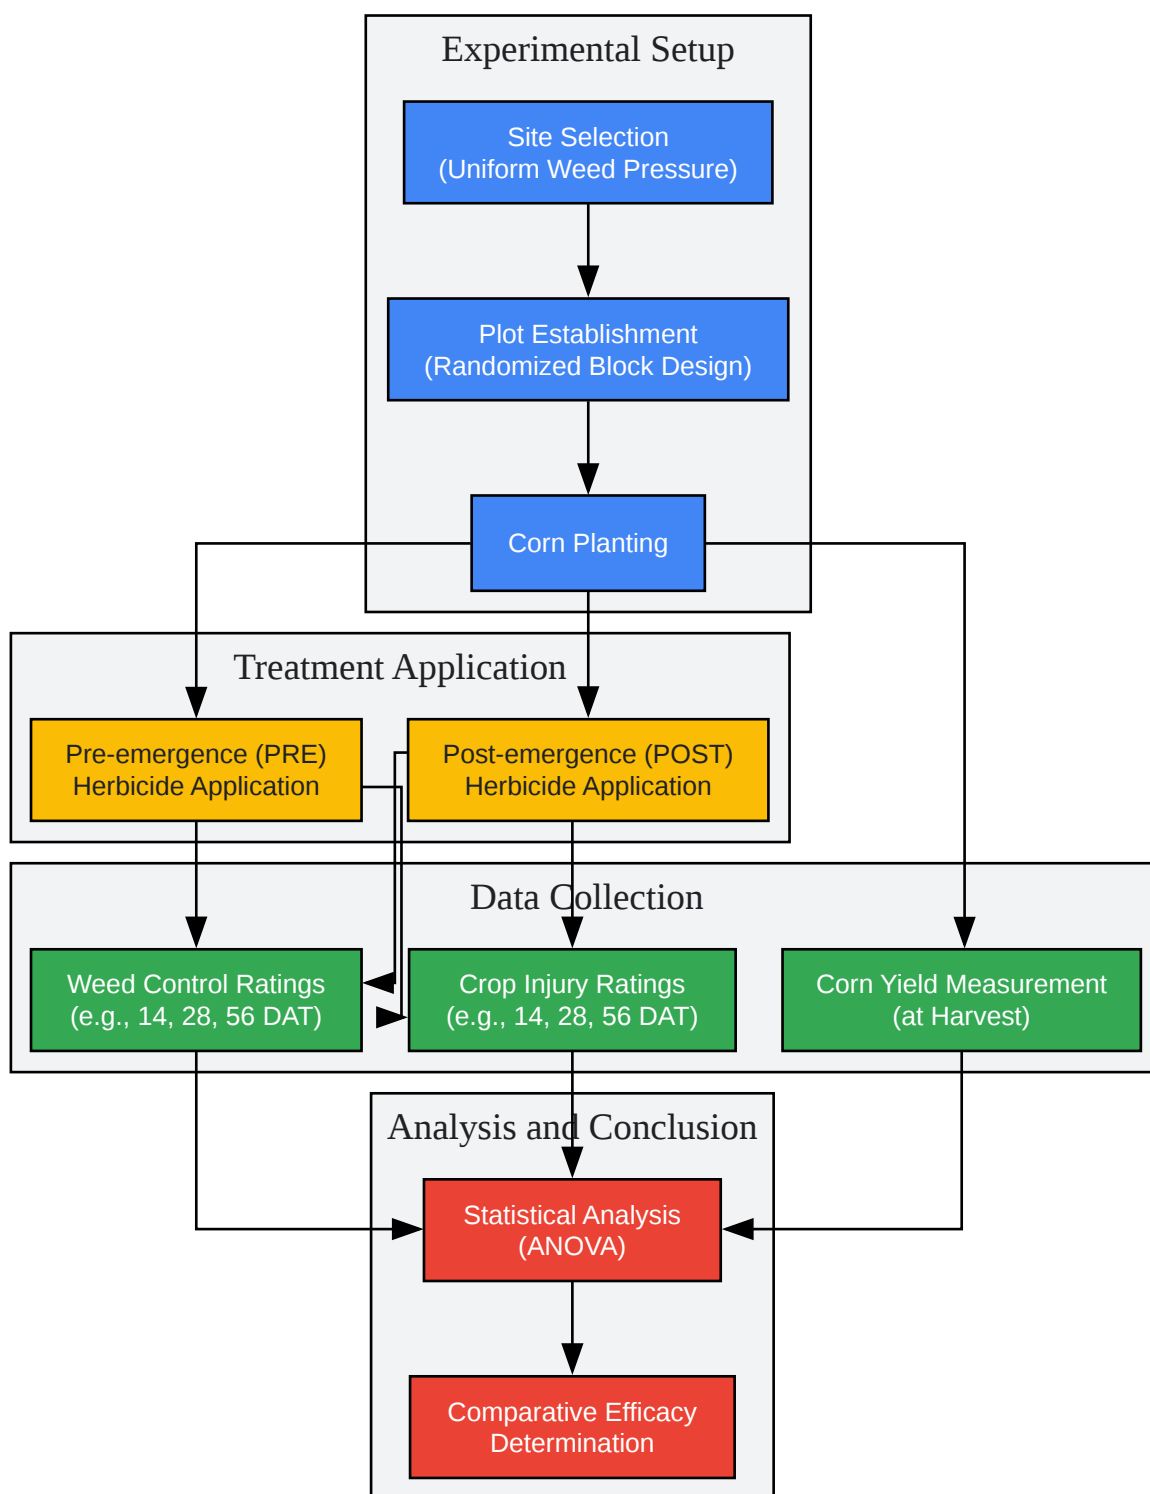 Experimental Setup
Site Selection
(Uniform Weed Pressure)
Plot Establishment
(Randomized Block Design)
Corn Planting
Treatment Application
Pre-emergence (PRE)
Herbicide Application
Post-emergence (POST)
Herbicide Application
Data Collection
Weed Control Ratings
(e.g., 14, 28, 56 DAT)
Crop Injury Ratings
(e.g., 14, 28, 56 DAT)
Corn Yield Measurement
(at Harvest)
Analysis and Conclusion
Statistical Analysis
(ANOVA)
Comparative Efficacy
Determination